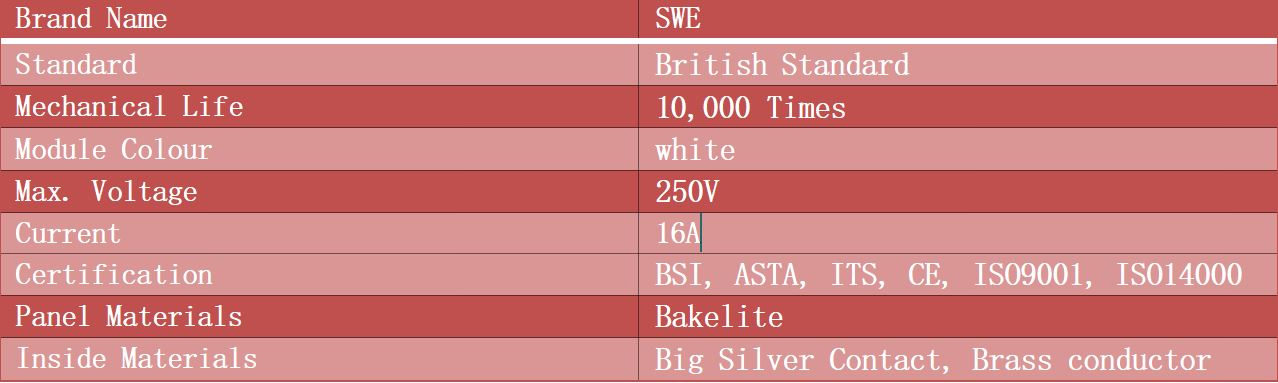 Brand Name SWE
Standard British Standard
Mechanical Life 10,000 Times
Module Colour white
Max. Voltage 250V
Current 16A
Certification BSI, ASTA, ITS, CE, ISO9001, ISO14000
Panel Materials Bakelite
Inside Materials Big Silver Contact, Brass conductor